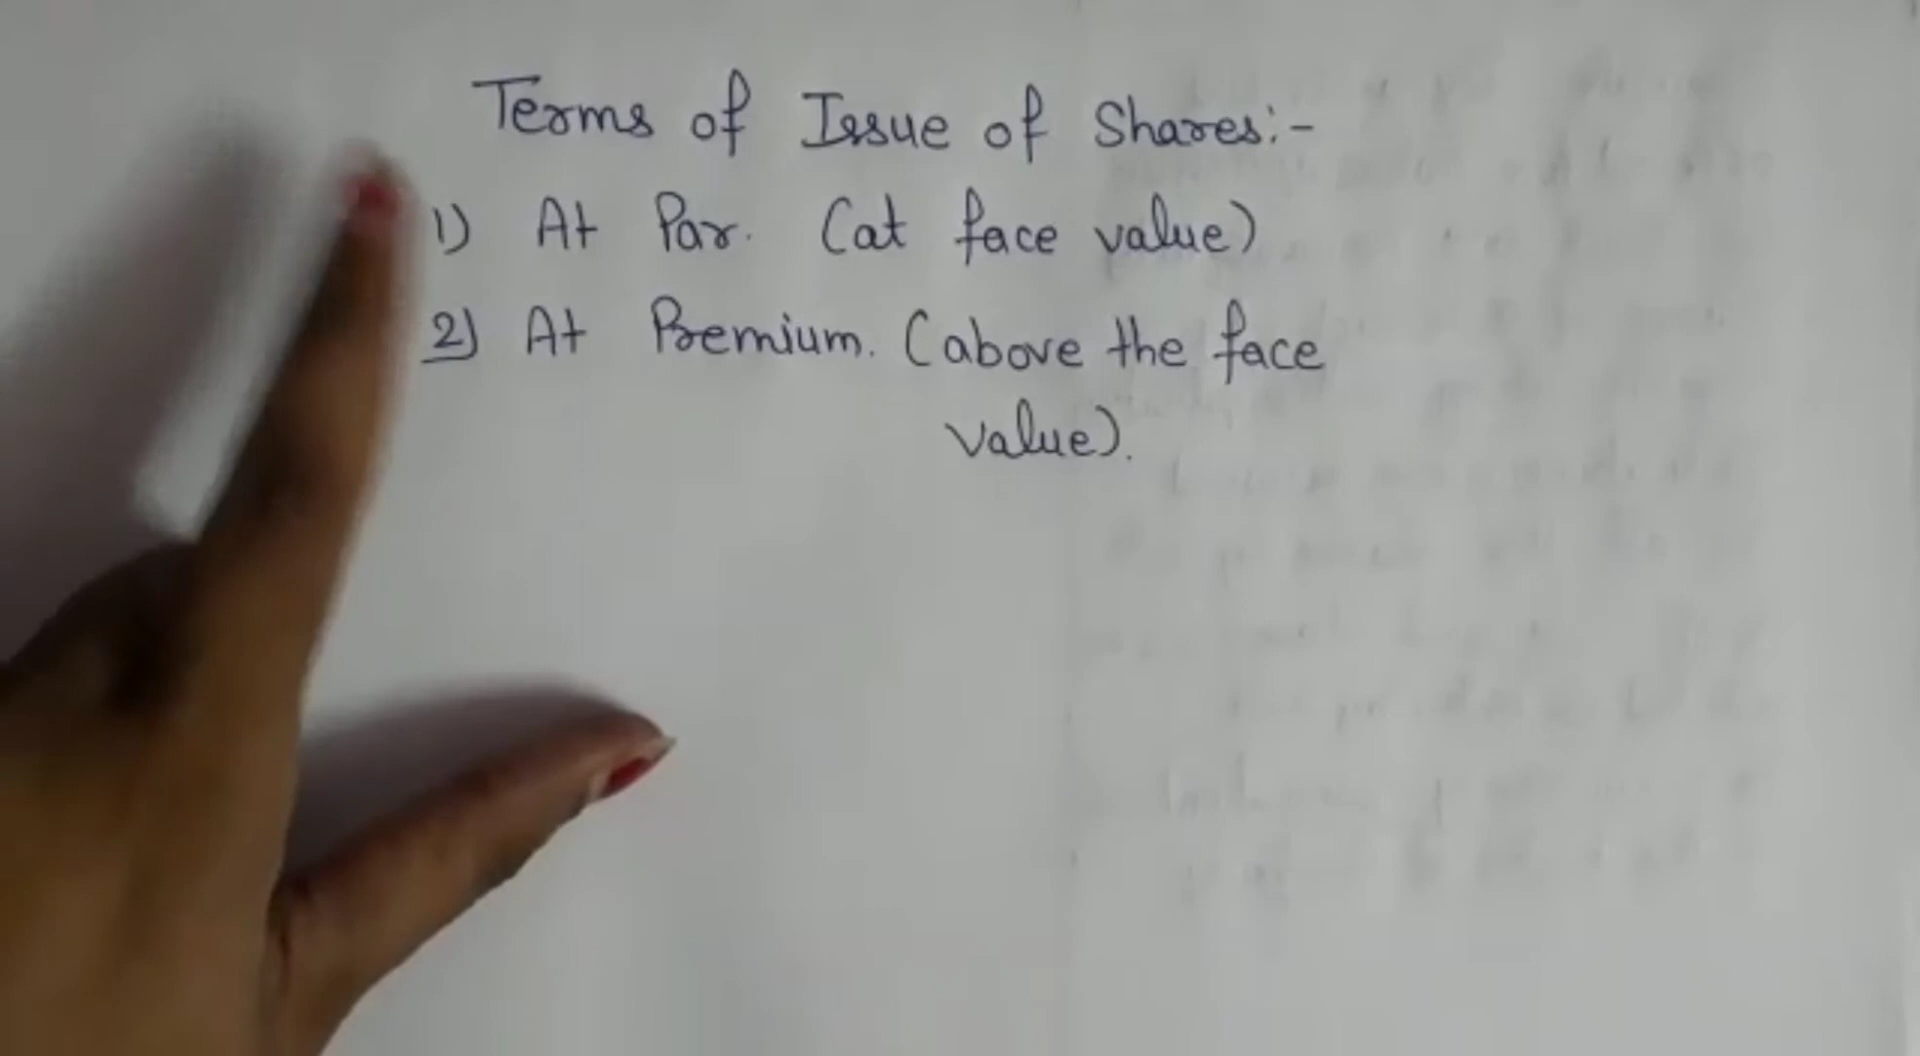 Terms of Issue of Shares:-
1) At Par. (at face value)
2) At Premium. (above the face
value).